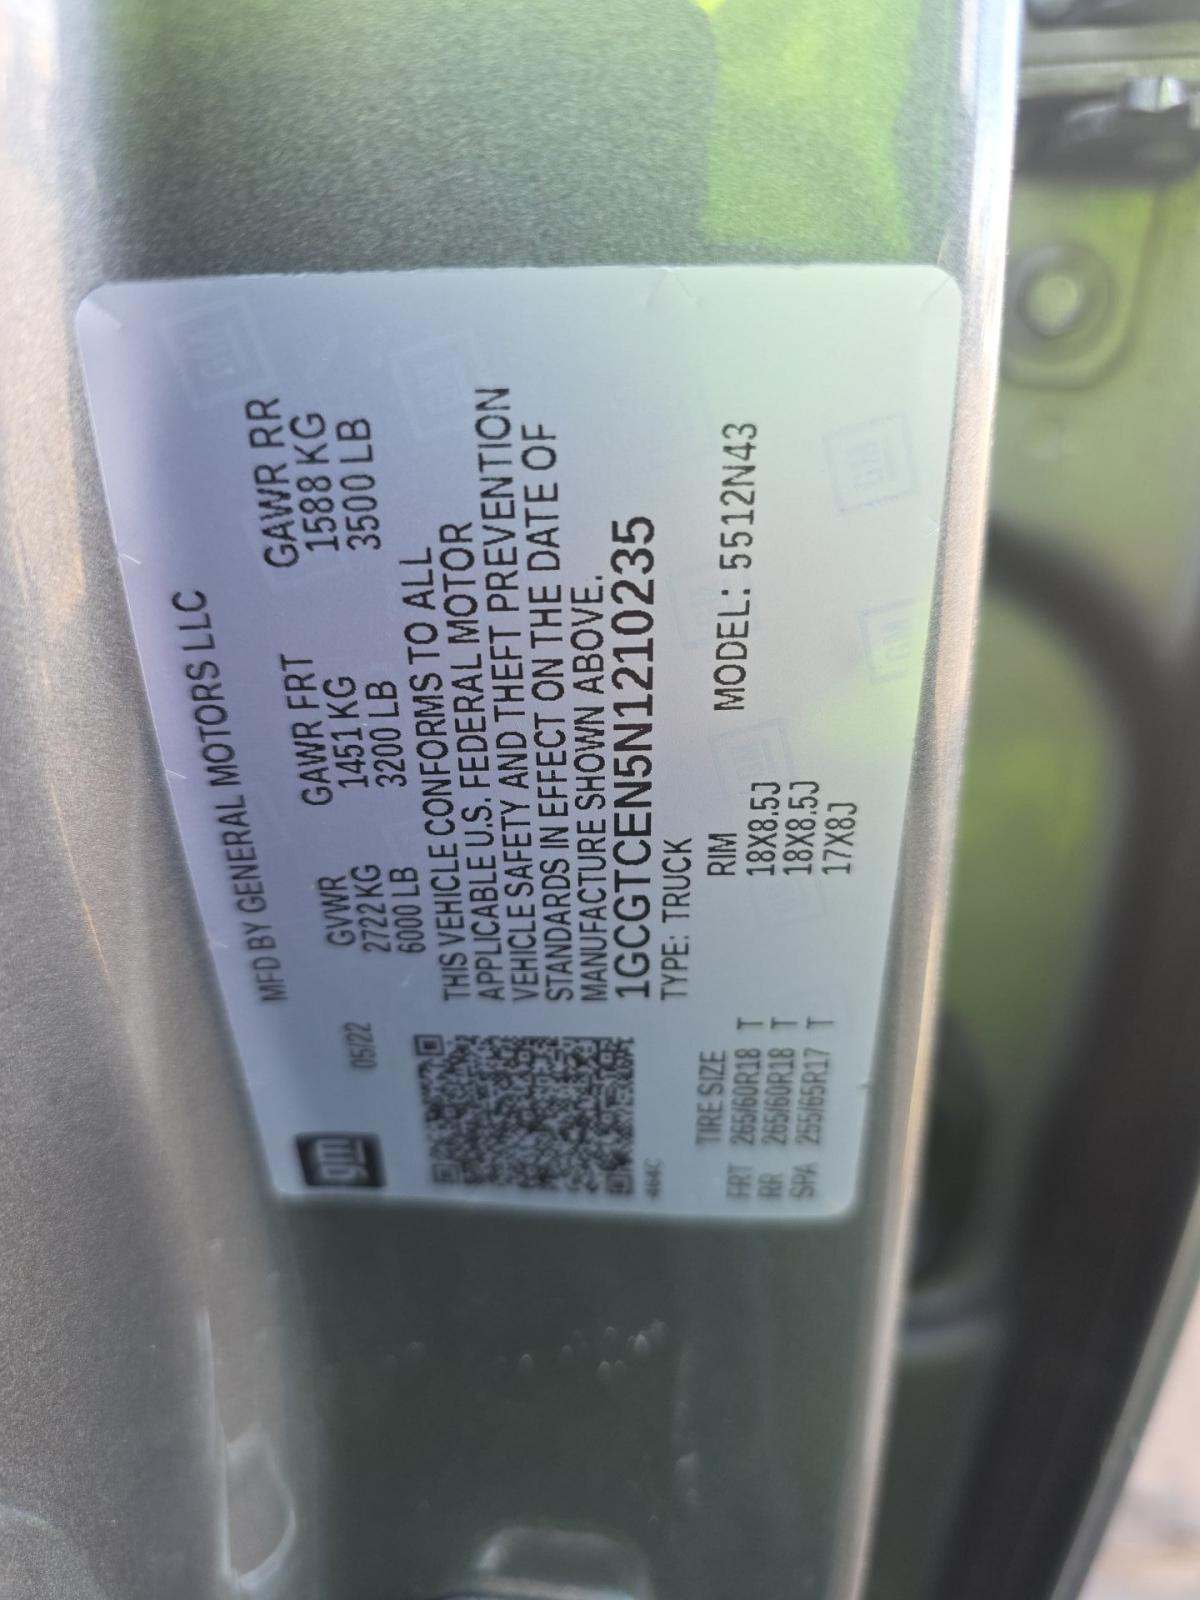 MFD BY GENERAL MOTORS LLC
gm 05/22
GVWR GAWR FRT GAWR RR
2722 KG 1451 KG 1588 KG
6000 LB 3200 LB 3500 LB
THIS VEHICLE CONFORMS TO ALL
APPLICABLE U.S. FEDERAL MOTOR
VEHICLE SAFETY AND THEFT PREVENTION
STANDARDS IN EFFECT ON THE DATE OF
MANUFACTURE SHOWN ABOVE.
1GCGTCEN5N1210235
464C TYPE: TRUCK
TIRE SIZE RIM MODEL: 5512N43
FRT 265/60R18 T 18X8.5J
RR 265/60R18 T 18X8.5J
SPA 255/65R17 T 17X8J